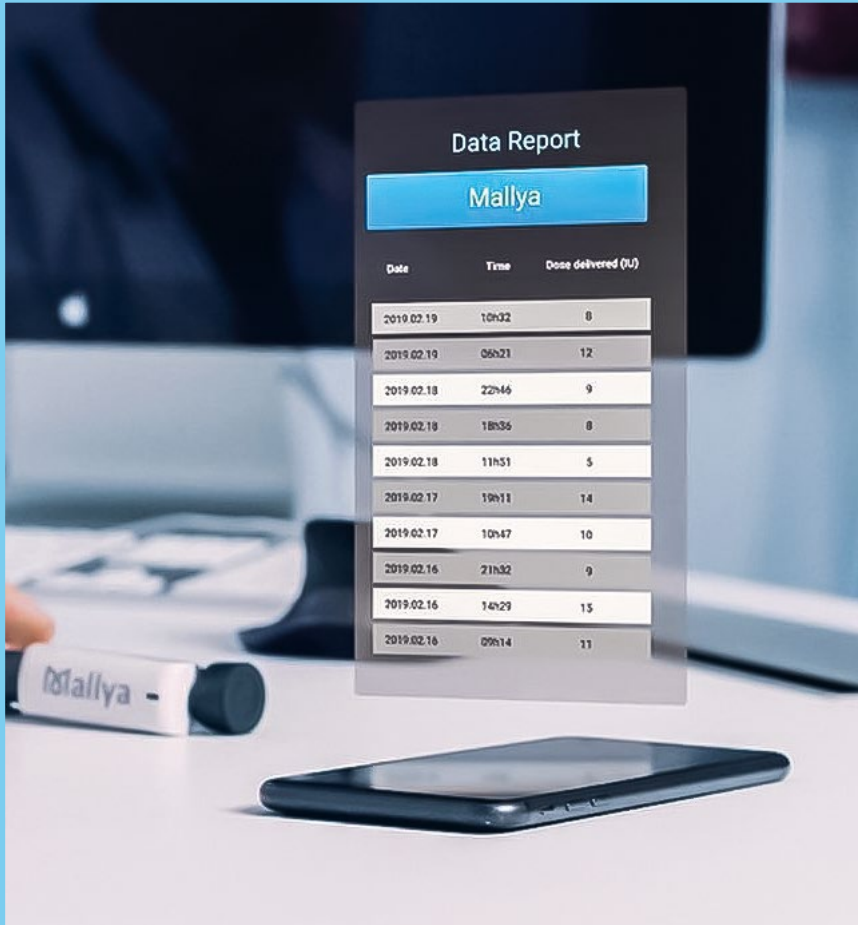 Data Report
Mallya
Date Time Dose delivered (IU)
2019.02.19 10h32 8
2019.02.19 06h21 12
2019.02.18 22h46 9
2019.02.18 18h36 8
2019.02.18 11h51 5
2019.02.17 19h11 14
2019.02.17 10h47 10
2019.02.16 21h32 9
2019.02.16 14h29 13
2019.02.16 09h14 11
Mallya